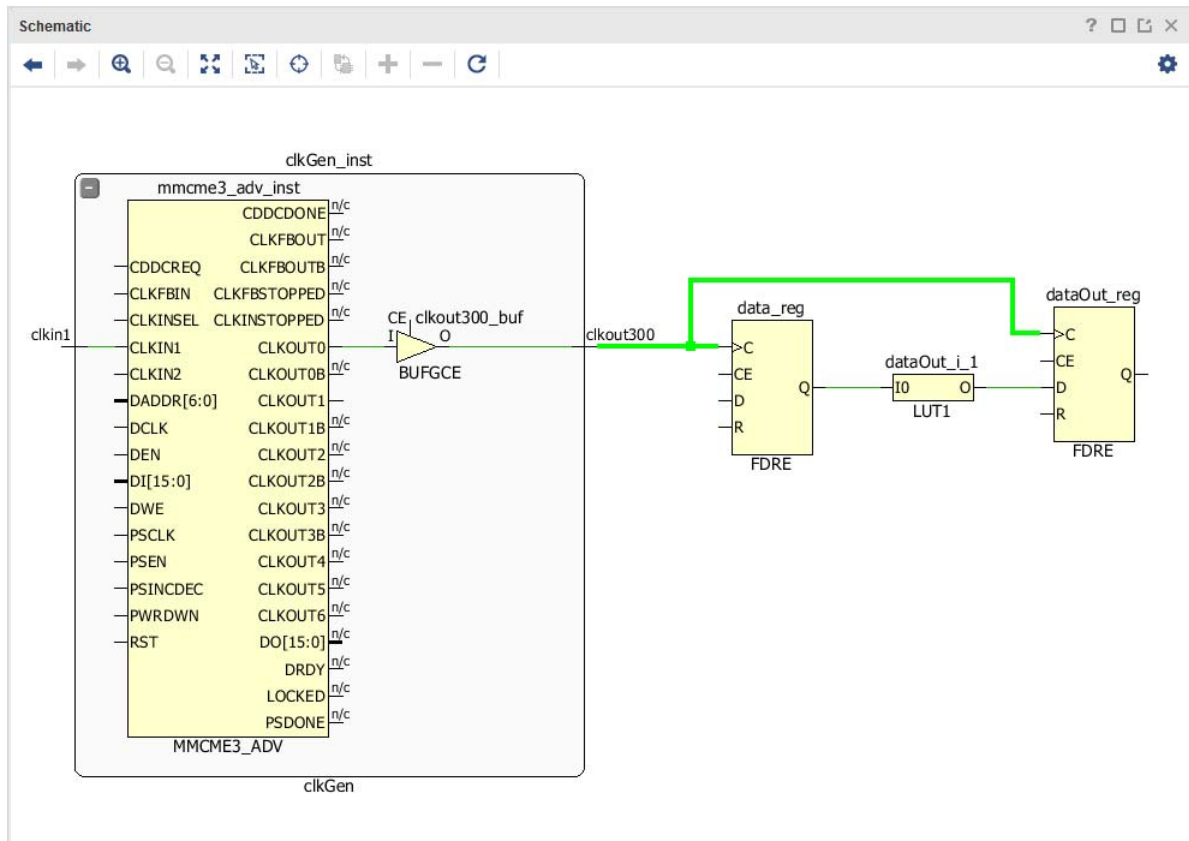 Schematic
clkGen_inst
mmcme3_adv_inst
CDDCDONE n/c
CLKFBOUT n/c
CDDCREQ CLKFBOUTB n/c
CLKFBIN CLKFBSTOPPED n/c
CLKINSEL CLKINSTOPPED n/c
clkin1 CLKIN1 CLKOUT0
CLKIN2 CLKOUT0B n/c
DADDR[6:0] CLKOUT1
DCLK CLKOUT1B n/c
DEN CLKOUT2 n/c
DI[15:0] CLKOUT2B n/c
DWE CLKOUT3 n/c
PSCLK CLKOUT3B n/c
PSEN CLKOUT4 n/c
PSINCDEC CLKOUT5 n/c
PWRDWN CLKOUT6 n/c
RST DO[15:0] n/c
DRDY n/c
LOCKED n/c
PSDONE n/c
MMCME3_ADV
CE clkout300_buf
I O
BUFGCE
clkGen
clkout300
data_reg
C
CE
D Q
R
FDRE
dataOut_i_1
I0 O
LUT1
dataOut_reg
C
CE
D Q
R
FDRE